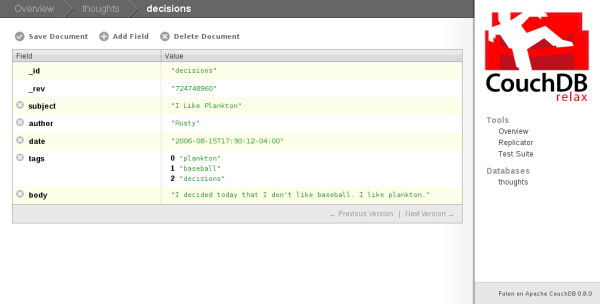 Overview thoughts decisions
Save Document Add Field Delete Document
Field Value
_id "decisions"
_rev "724748960"
subject "I Like Plankton"
author "Rusty"
date "2006-08-15T17:30:12-04:00"
tags 0 "plankton"
1 "baseball"
2 "decisions"
body "I decided today that I don't like baseball. I like plankton."
← Previous Version | Next Version →
CouchDB
relax
Tools
Overview
Replicator
Test Suite
Databases
thoughts
Futon on Apache CouchDB 0.8.0